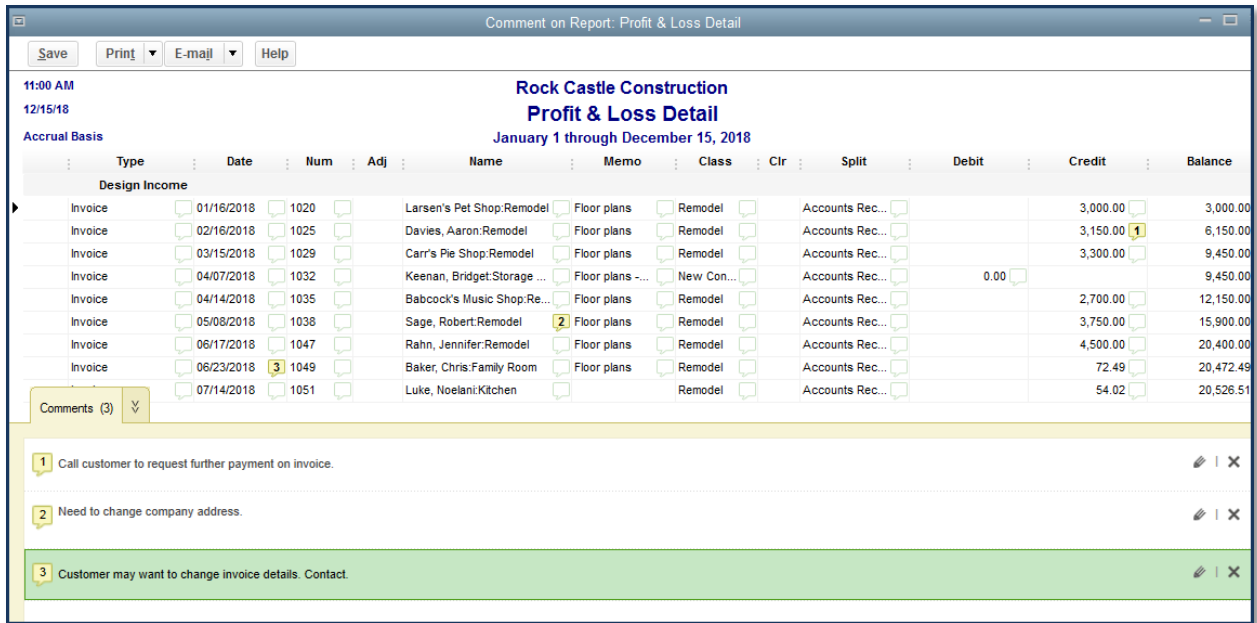 Comment on Report: Profit & Loss Detail
Save Print E-mail Help
11:00 AM Rock Castle Construction
12/15/18 Profit & Loss Detail
Accrual Basis January 1 through December 15, 2018
Type Date Num Adj Name Memo Class Clr Split Debit Credit Balance
Design Income
Invoice 01/16/2018 1020 Larsen's Pet Shop:Remodel Floor plans Remodel Accounts Rec... 3,000.00 3,000.00
Invoice 02/16/2018 1025 Davies, Aaron:Remodel Floor plans Remodel Accounts Rec... 3,150.00 1 6,150.00
Invoice 03/15/2018 1029 Carr's Pie Shop:Remodel Floor plans Remodel Accounts Rec... 3,300.00 9,450.00
Invoice 04/07/2018 1032 Keenan, Bridget:Storage ... Floor plans -... New Con... Accounts Rec... 0.00 9,450.00
Invoice 04/14/2018 1035 Babcock's Music Shop:Re... Floor plans Remodel Accounts Rec... 2,700.00 12,150.00
Invoice 05/08/2018 1038 Sage, Robert:Remodel 2 Floor plans Remodel Accounts Rec... 3,750.00 15,900.00
Invoice 06/17/2018 1047 Rahn, Jennifer:Remodel Floor plans Remodel Accounts Rec... 4,500.00 20,400.00
Invoice 06/23/2018 3 1049 Baker, Chris:Family Room Floor plans Remodel Accounts Rec... 72.49 20,472.49
07/14/2018 1051 Luke, Noelani:Kitchen Remodel Accounts Rec... 54.02 20,526.51
Comments (3)
1 Call customer to request further payment on invoice.
2 Need to change company address.
3 Customer may want to change invoice details. Contact.